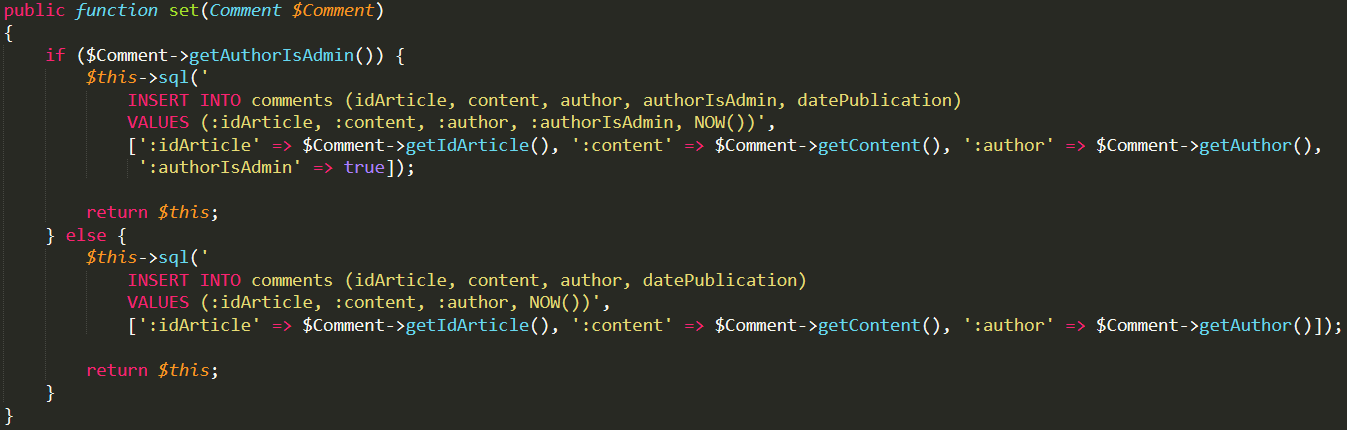 public function set(Comment $Comment)
{
    if ($Comment->getAuthorIsAdmin()) {
        $this->sql('
            INSERT INTO comments (idArticle, content, author, authorIsAdmin, datePublication)
            VALUES (:idArticle, :content, :author, :authorIsAdmin, NOW())',
            [':idArticle' => $Comment->getIdArticle(), ':content' => $Comment->getContent(), ':author' => $Comment->getAuthor(),
             ':authorIsAdmin' => true]);

        return $this;
    } else {
        $this->sql('
            INSERT INTO comments (idArticle, content, author, datePublication)
            VALUES (:idArticle, :content, :author, NOW())',
            [':idArticle' => $Comment->getIdArticle(), ':content' => $Comment->getContent(), ':author' => $Comment->getAuthor()]);

        return $this;
    }
}